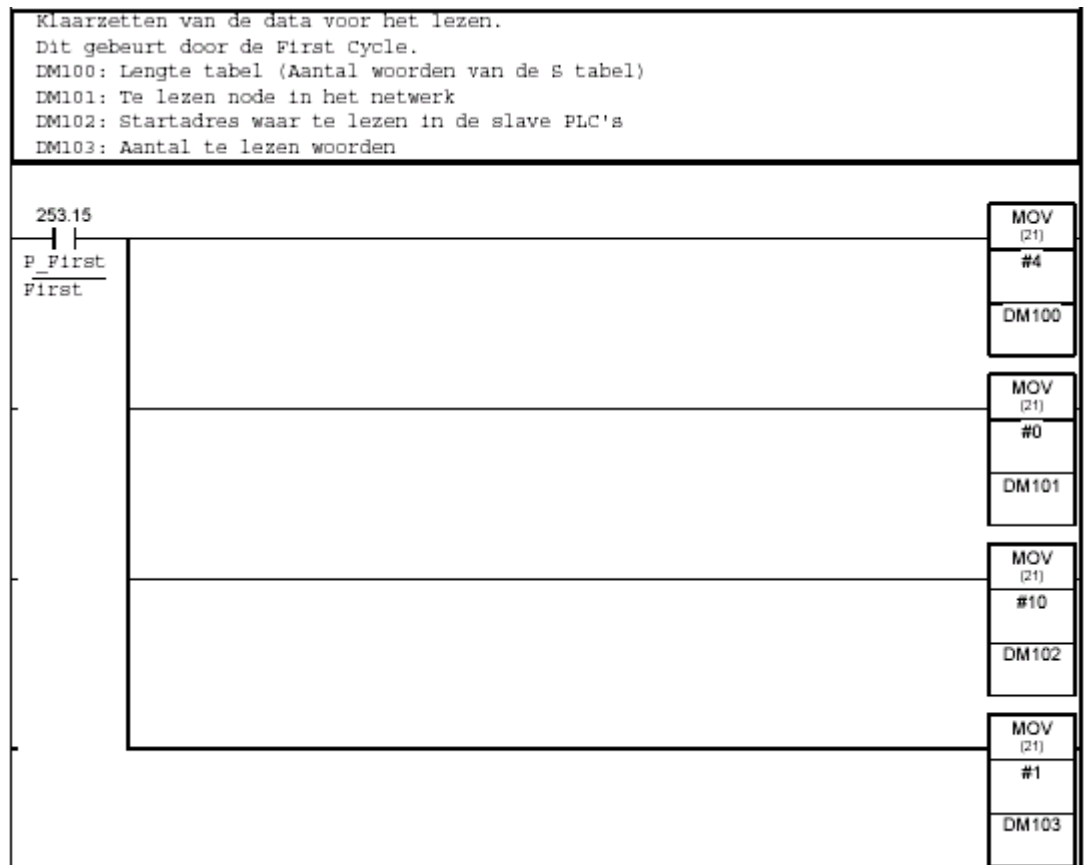 Klaarzetten van de data voor het lezen.
Dit gebeurt door de First Cycle.
DM100: Lengte tabel (Aantal woorden van de S tabel)
DM101: Te lezen node in het netwerk
DM102: Startadres waar te lezen in de slave PLC's
DM103: Aantal te lezen woorden
253.15
P_First
First
MOV
(21)
#4
DM100
MOV
(21)
#0
DM101
MOV
(21)
#10
DM102
MOV
(21)
#1
DM103